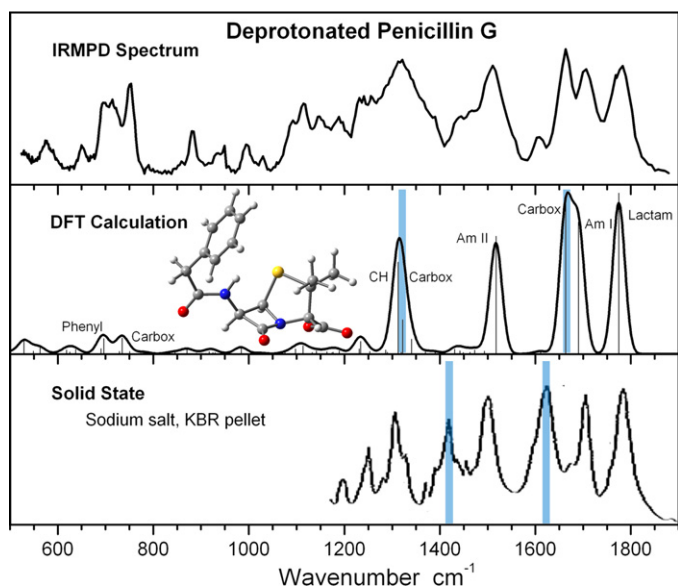 Deprotonated Penicillin G
IRMPD Spectrum
DFT Calculation
Carbox
Lactam
Am I
Am II
CH
Carbox
Phenyl
Carbox
Solid State
Sodium salt, KBR pellet
600 800 1000 1200 1400 1600 1800
Wavenumber cm-1